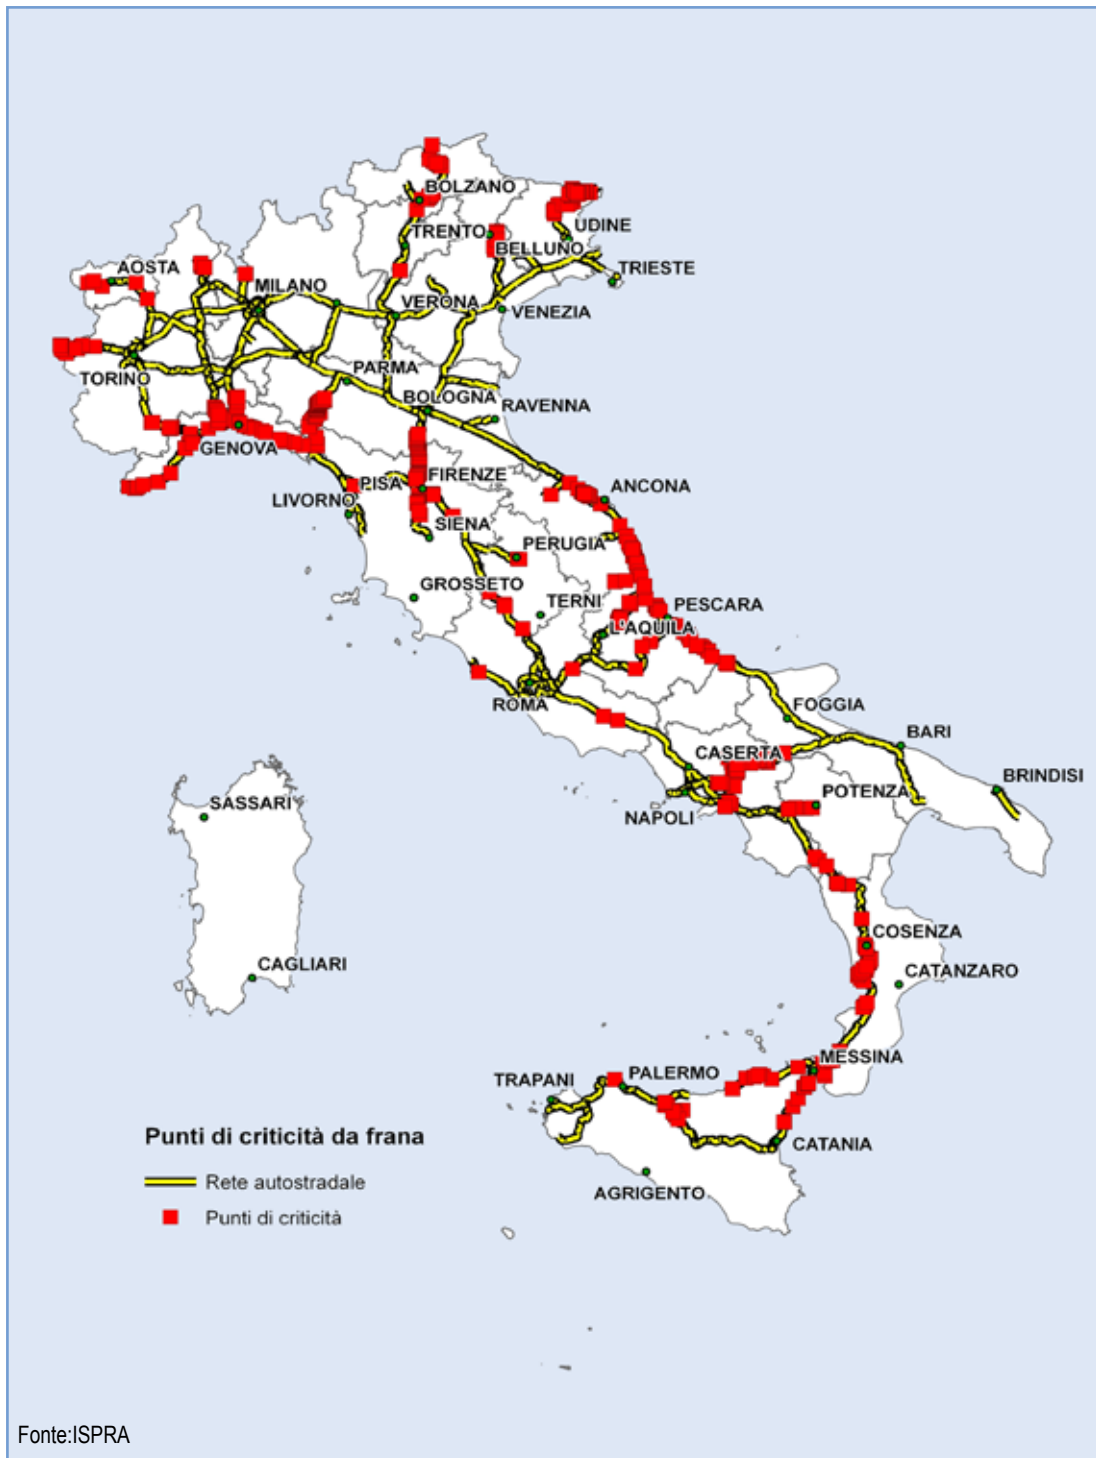 BOLZANO
TRENTO
UDINE
BELLUNO
AOSTA
TRIESTE
MILANO
VERONA
VENEZIA
TORINO
PARMA
BOLOGNA
RAVENNA
GENOVA
PISA
FIRENZE
LIVORNO
ANCONA
SIENA
PERUGIA
GROSSETO
TERNI
PESCARA
L'AQUILA
ROMA
FOGGIA
BARI
CASERTA
BRINDISI
POTENZA
SASSARI
NAPOLI
COSENZA
CAGLIARI
CATANZARO
MESSINA
TRAPANI
PALERMO
CATANIA
AGRIGENTO
Punti di criticità da frana
Rete autostradale
Punti di criticità
Fonte:ISPRA